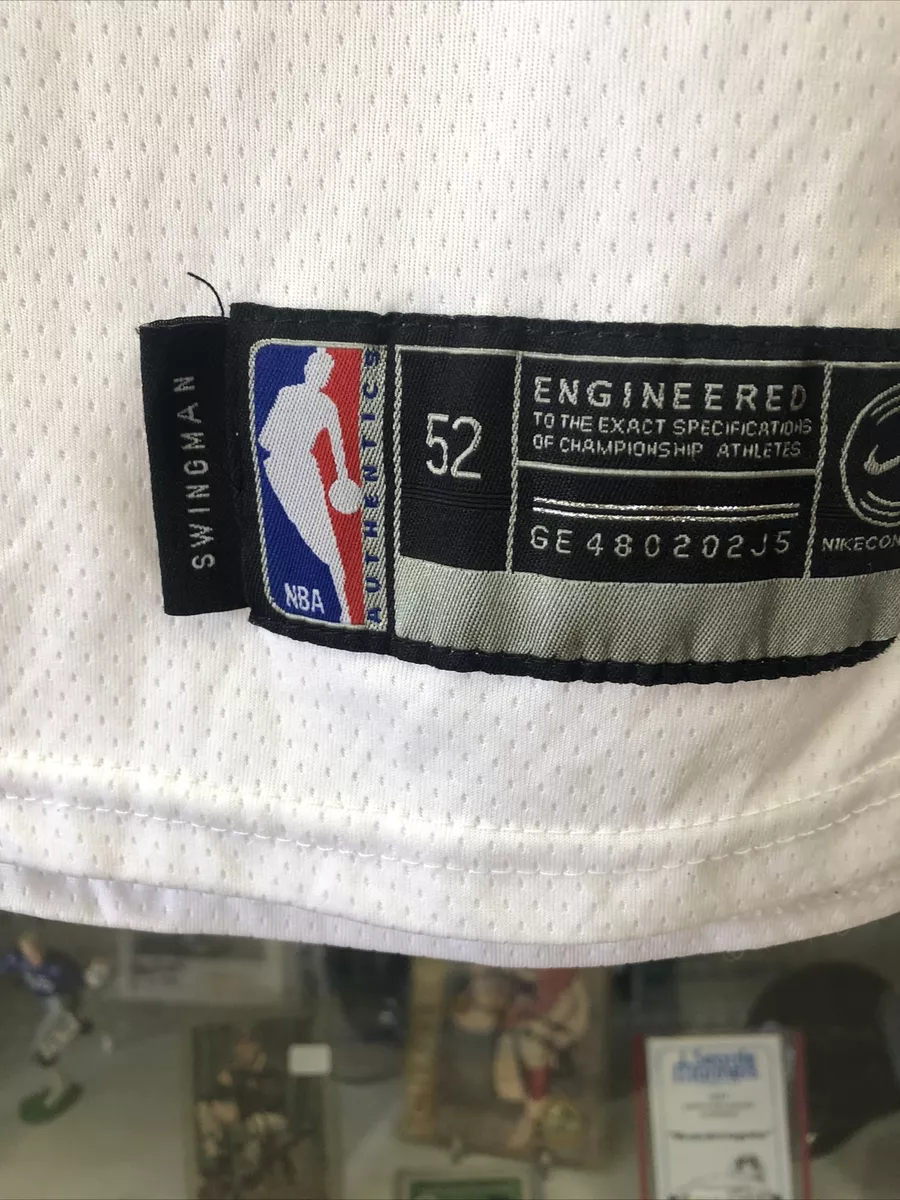 SWINGMAN
NBA
AUTHENTICS
52
ENGINEERED
TO THE EXACT SPECIFICATIONS
OF CHAMPIONSHIP ATHLETES
GE480202J5